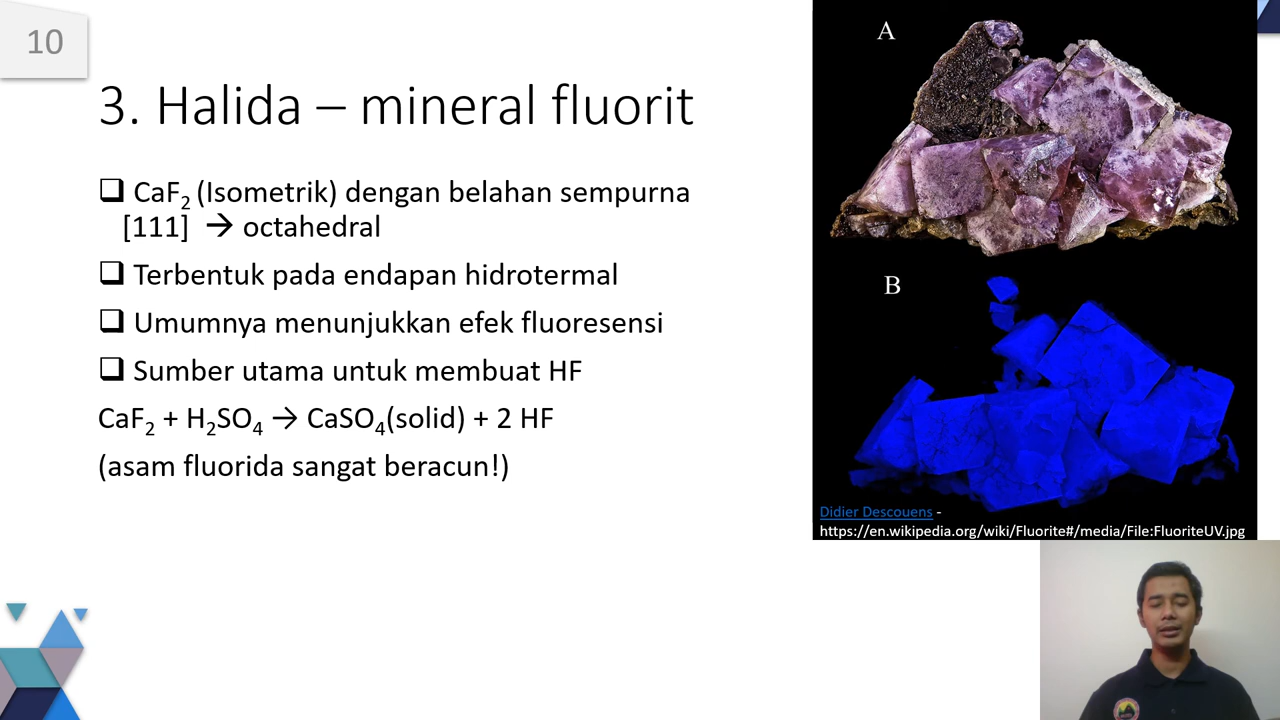 10
3. Halida – mineral fluorit
❑ CaF₂ (Isometrik) dengan belahan sempurna
[111] → octahedral
❑ Terbentuk pada endapan hidrotermal
❑ Umumnya menunjukkan efek fluoresensi
❑ Sumber utama untuk membuat HF
CaF₂ + H₂SO₄ → CaSO₄(solid) + 2 HF
(asam fluorida sangat beracun!)
A
B
Didier Descouens -
https://en.wikipedia.org/wiki/Fluorite#/media/File:FluoriteUV.jpg